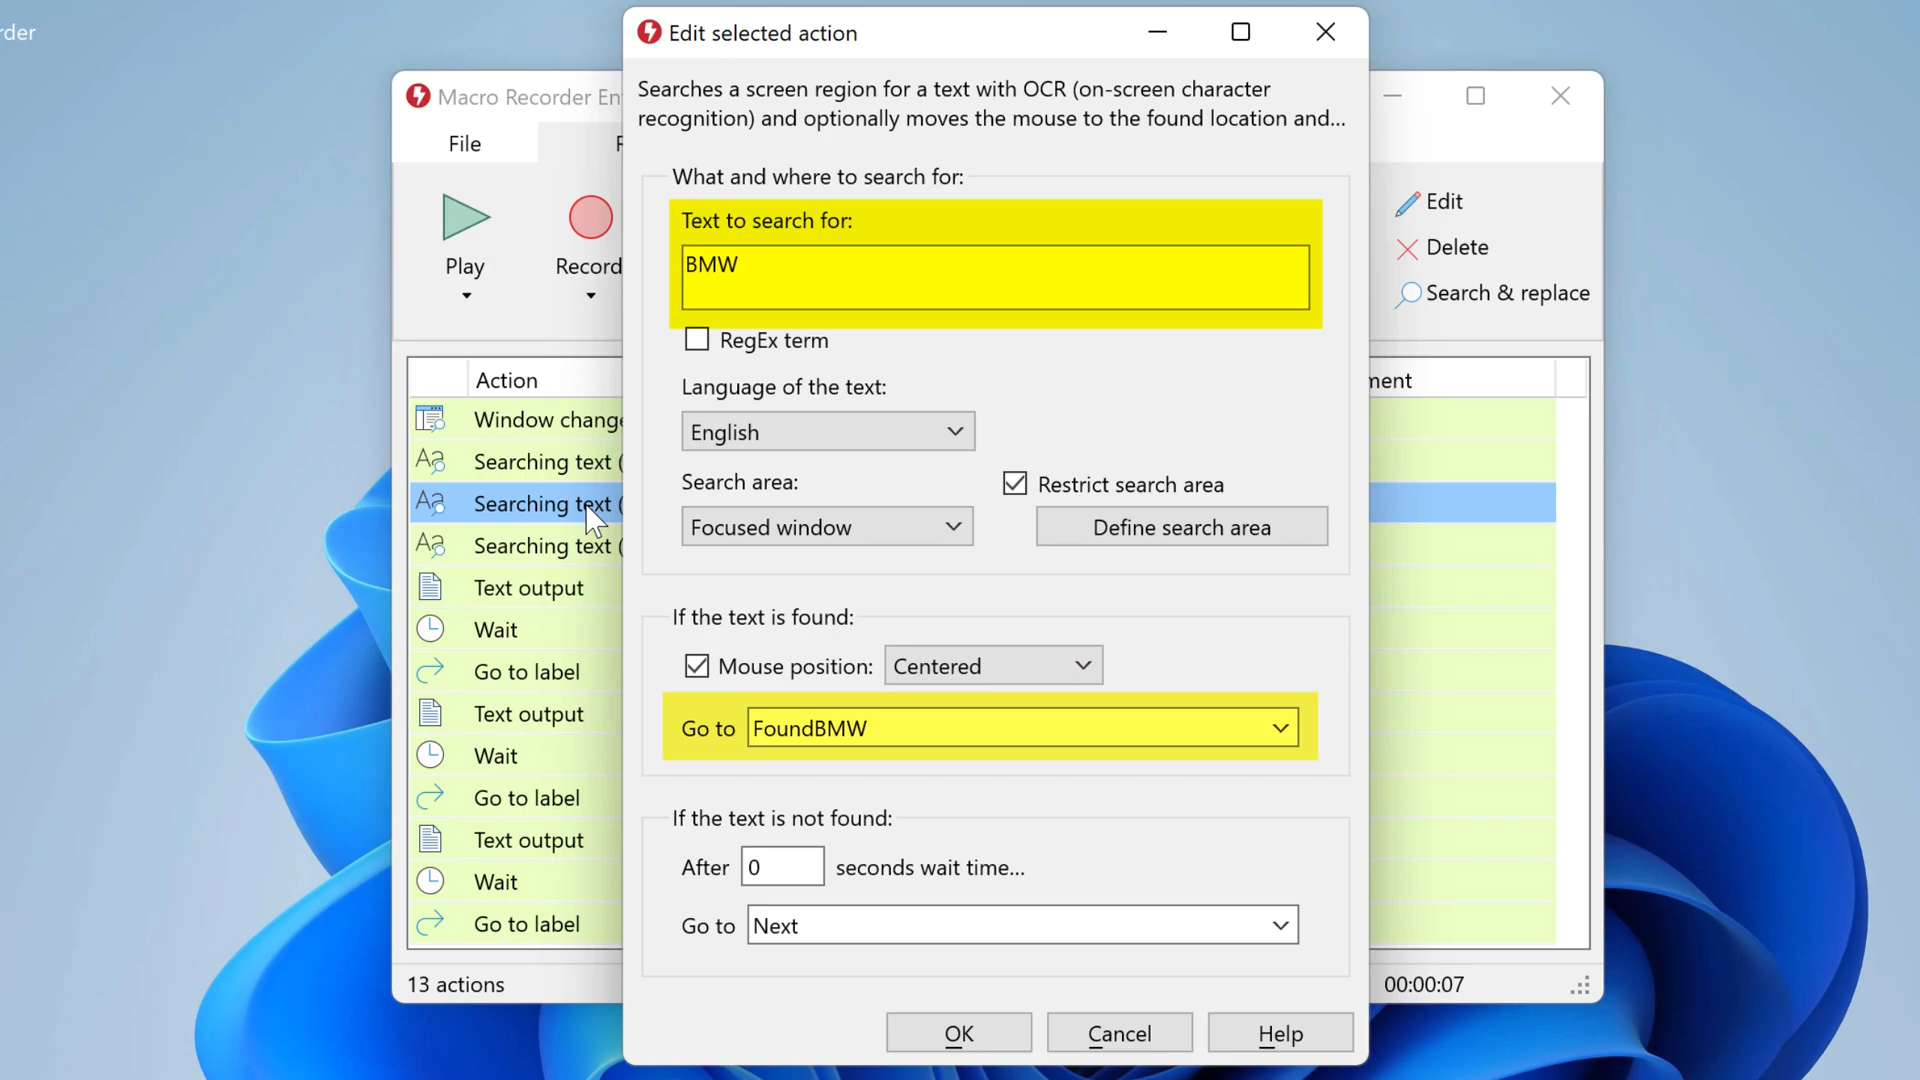 rder
Edit selected action
Searches a screen region for a text with OCR (on-screen character
recognition) and optionally moves the mouse to the found location and...
What and where to search for:
Text to search for:
BMW
RegEx term
Language of the text:
English
Search area:
Restrict search area
Focused window
Define search area
If the text is found:
Mouse position:
Centered
Go to
FoundBMW
If the text is not found:
After
0
seconds wait time...
Go to
Next
OK
Cancel
Help
Macro Recorder En
File
Play
Record
Edit
Delete
Search & replace
Action
ment
Window change
Searching text (
Searching text (
Searching text (
Text output
Wait
Go to label
Text output
Wait
Go to label
Text output
Wait
Go to label
13 actions
00:00:07